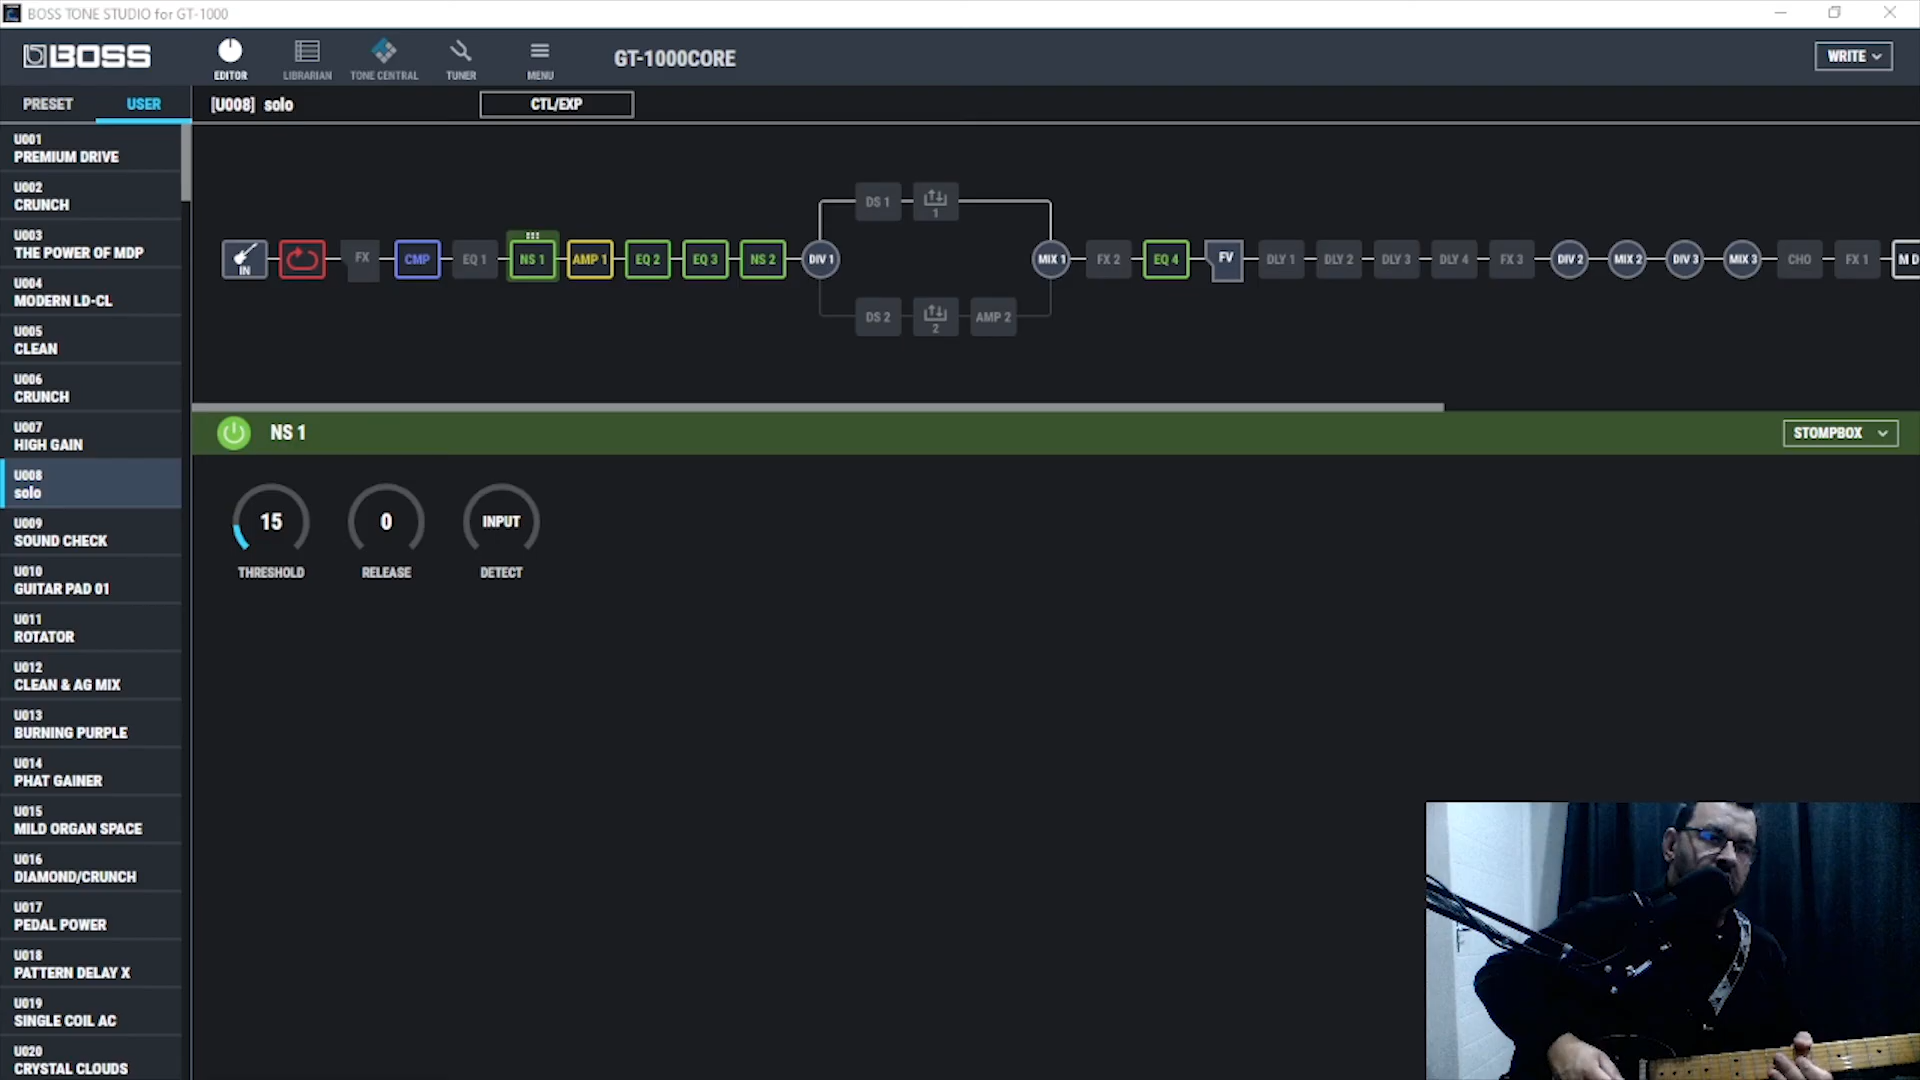 BOSS TONE STUDIO for GT-1000
BOSS
EDITOR
LIBRARIAN
TONE CENTRAL
TUNER
MENU
GT-1000CORE
WRITE
PRESET
USER
[U008] solo
CTL/EXP
U001
PREMIUM DRIVE
U002
CRUNCH
U003
THE POWER OF MDP
U004
MODERN LD-CL
U005
CLEAN
U006
CRUNCH
U007
HIGH GAIN
U008
solo
U009
SOUND CHECK
U010
GUITAR PAD 01
U011
ROTATOR
U012
CLEAN & AG MIX
U013
BURNING PURPLE
U014
PHAT GAINER
U015
MILD ORGAN SPACE
U016
DIAMOND/CRUNCH
U017
PEDAL POWER
U018
PATTERN DELAY X
U019
SINGLE COIL AC
U020
CRYSTAL CLOUDS
DS 1
1
IN
FX
CMP
EQ 1
NS 1
AMP 1
EQ 2
EQ 3
NS 2
DIV 1
MIX 1
FX 2
EQ 4
FV
DLY 1
DLY 2
DLY 3
DLY 4
FX 3
DIV 2
MIX 2
DIV 3
MIX 3
CHO
FX 1
M D
DS 2
2
AMP 2
NS 1
STOMPBOX
15
0
INPUT
THRESHOLD
RELEASE
DETECT